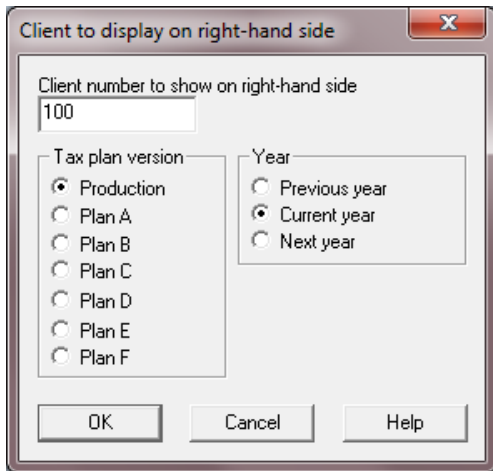 Client to display on right-hand side
Client number to show on right-hand side
100
Tax plan version
Production
Plan A
Plan B
Plan C
Plan D
Plan E
Plan F
Year
Previous year
Current year
Next year
OK
Cancel
Help